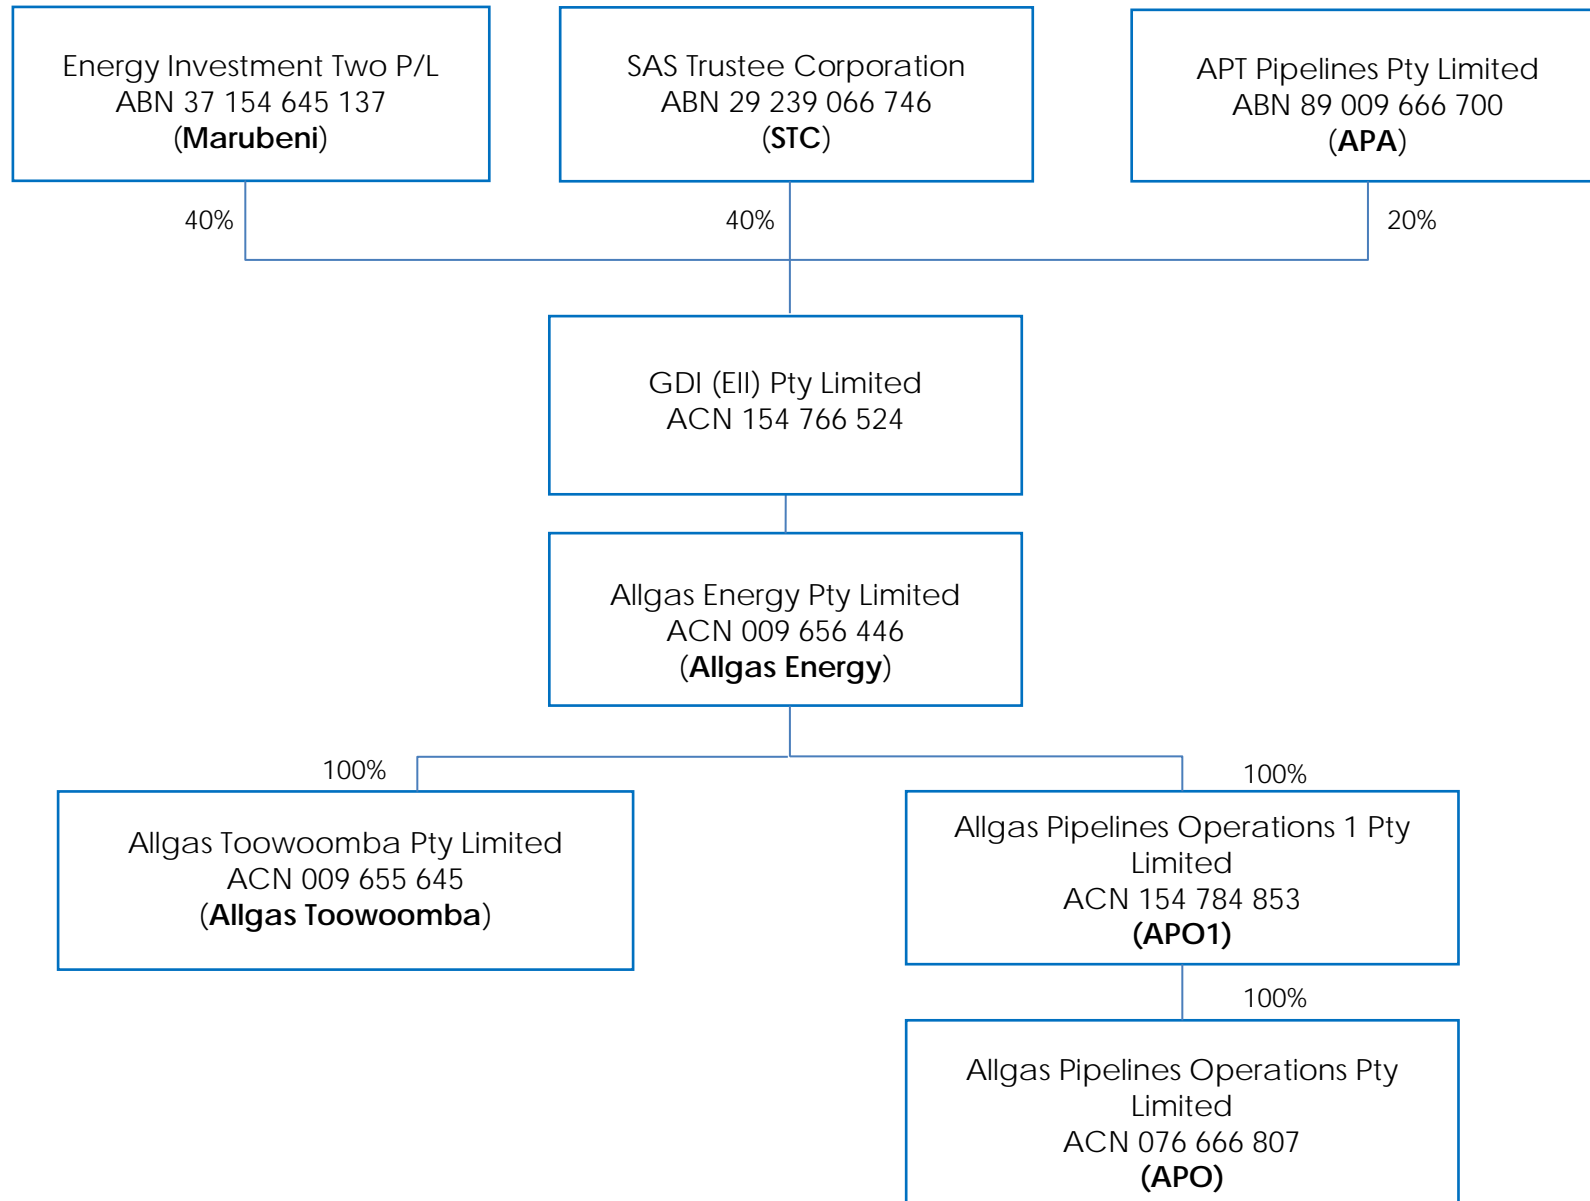 Energy Investment Two P/L
ABN 37 154 645 137
(Marubeni)
SAS Trustee Corporation
ABN 29 239 066 746
(STC)
APT Pipelines Pty Limited
ABN 89 009 666 700
(APA)
40%
40%
20%
GDI (EII) Pty Limited
ACN 154 766 524
Allgas Energy Pty Limited
ACN 009 656 446
(Allgas Energy)
100%
100%
Allgas Toowoomba Pty Limited
ACN 009 655 645
(Allgas Toowoomba)
Allgas Pipelines Operations 1 Pty
Limited
ACN 154 784 853
(APO1)
100%
Allgas Pipelines Operations Pty
Limited
ACN 076 666 807
(APO)